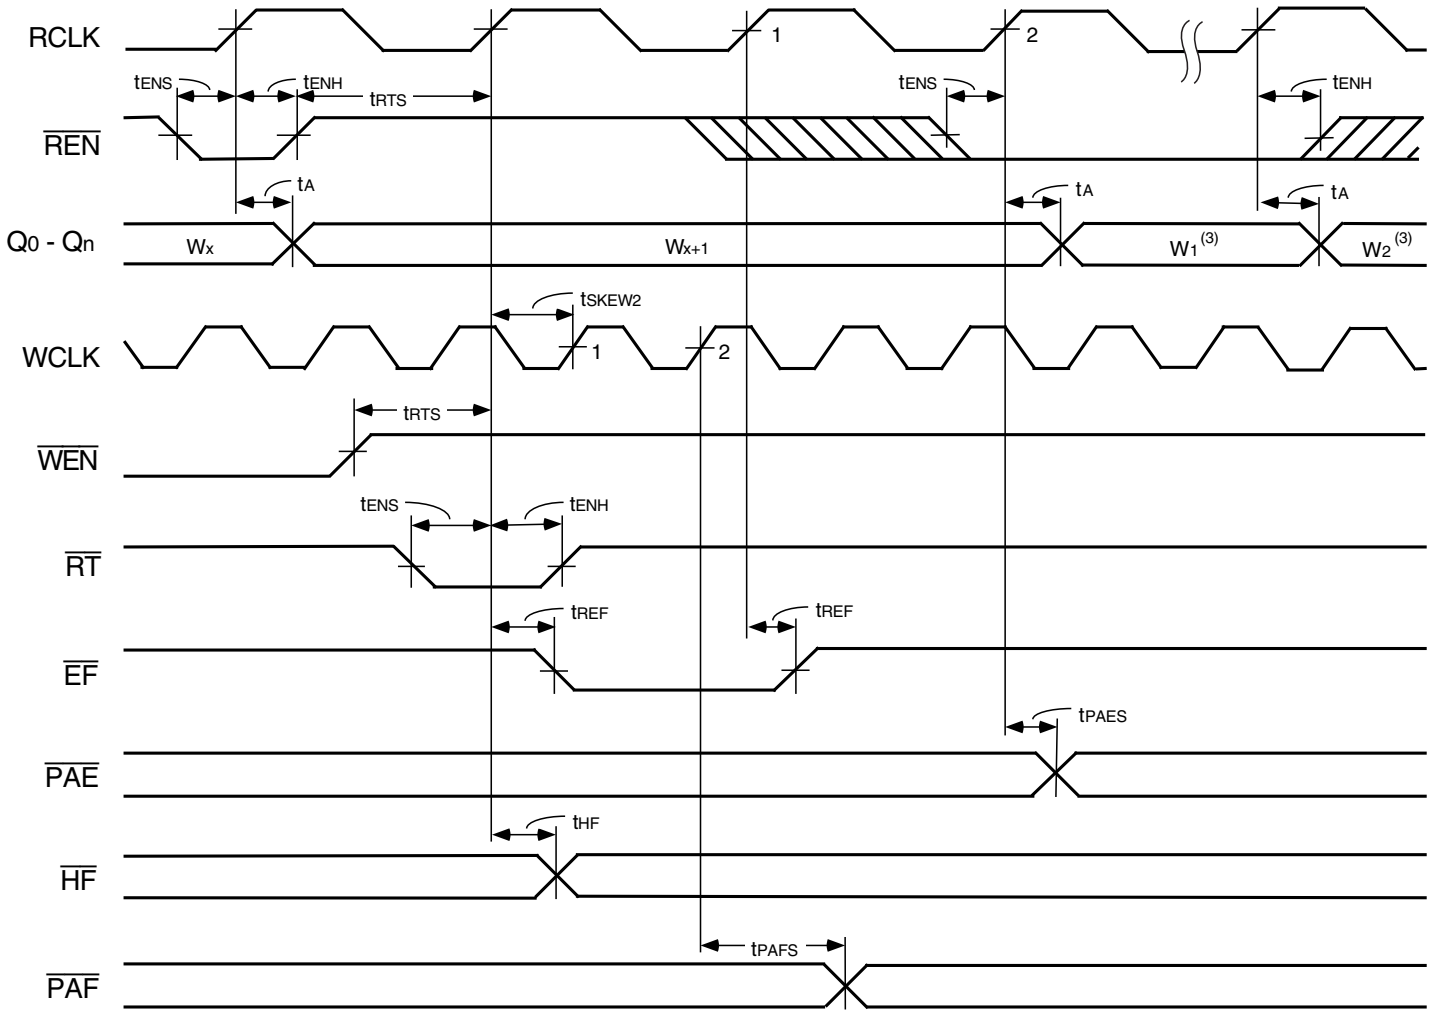 RCLK 1 2
tENS tENH tRTS tENS tENH
REN
tA tA tA
Q0 - Qn Wx Wx+1 W1(3) W2(3)
tSKEW2
WCLK 1 2
tRTS
WEN
tENS tENH
RT
tREF tREF
EF
tPAES
PAE
tHF
HF
tPAFS
PAF